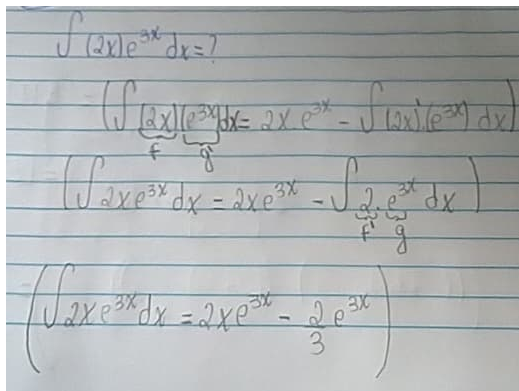 ∫ (2x)e^{3x} dx = ?
(∫ (2x)(e^{3x})dx = 2x.e^{3x} - ∫(2x)'.(e^{3x}) dx)
f g'
(∫ 2xe^{3x} dx = 2xe^{3x} - ∫ 2.e^{3x} dx)
f' g
(∫ 2xe^{3x} dx = 2xe^{3x} - 2/3 e^{3x})